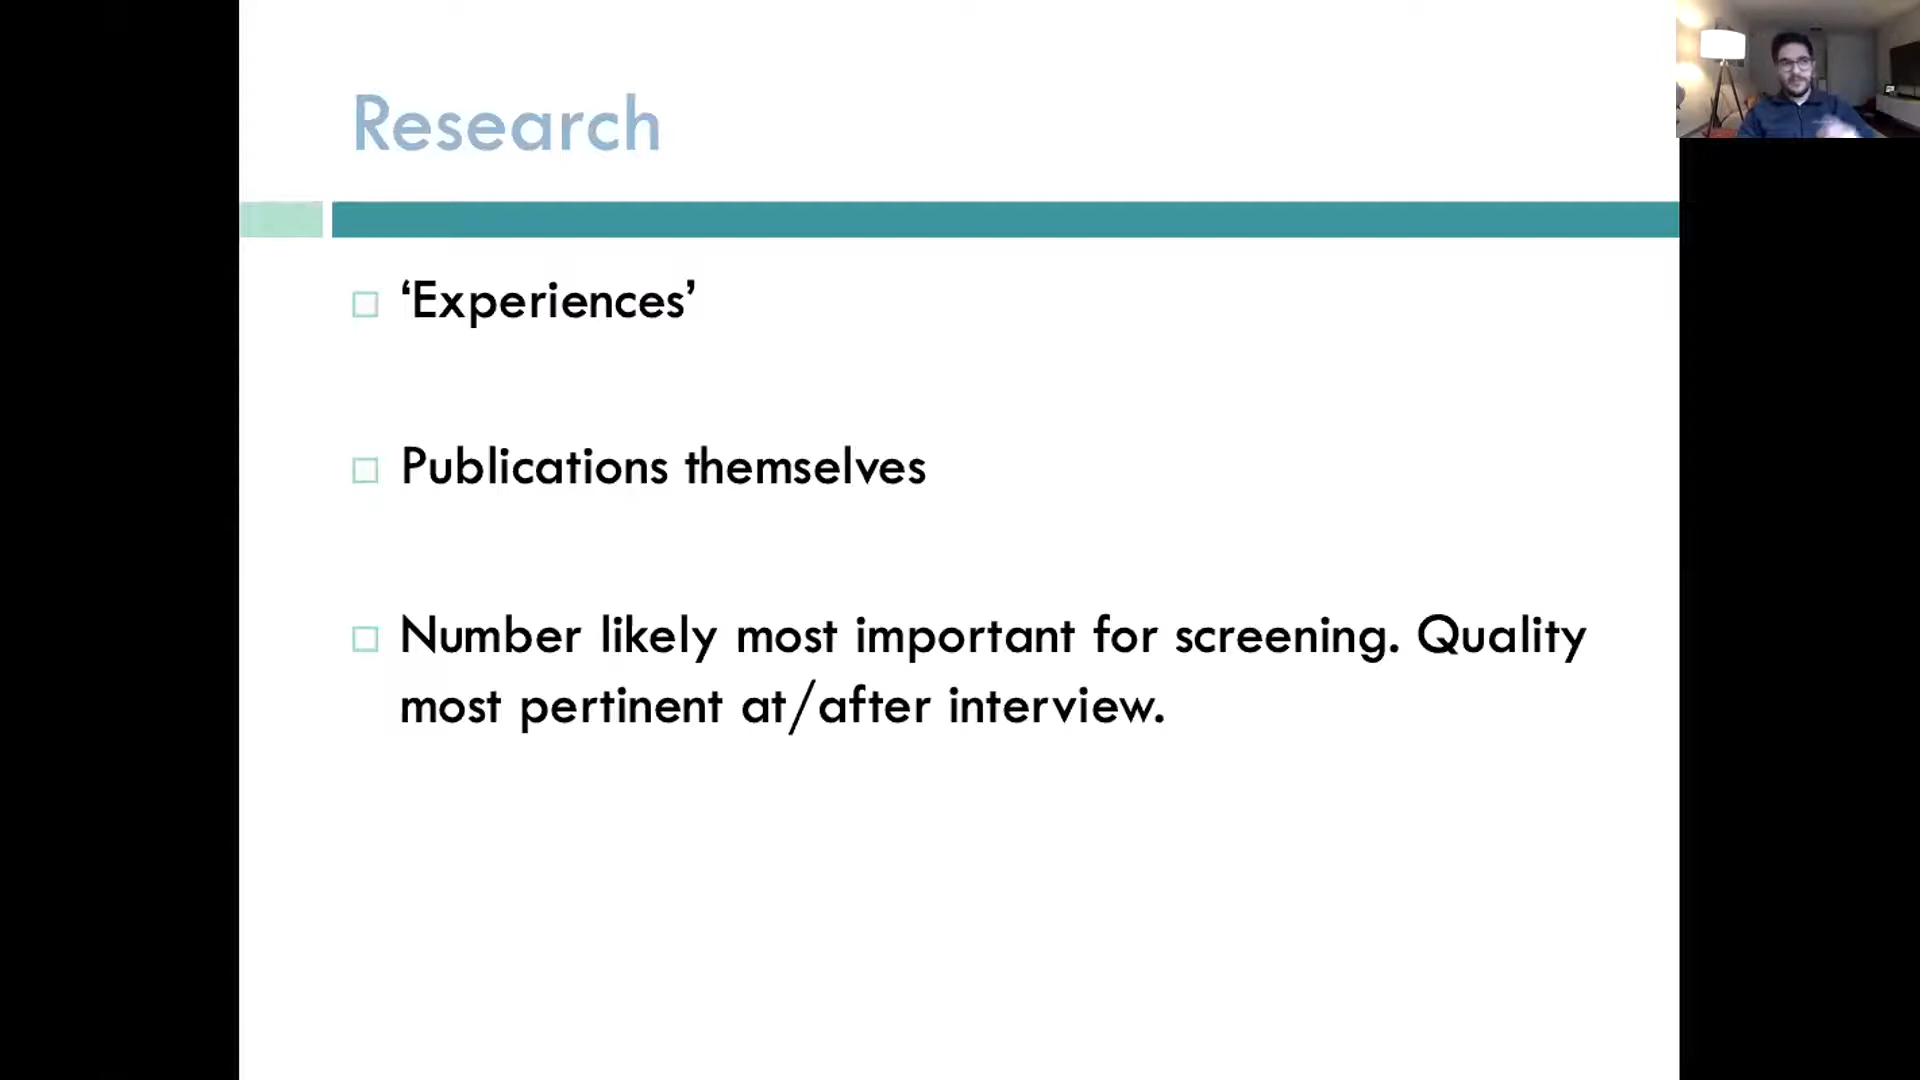 Research
‘Experiences’
Publications themselves
Number likely most important for screening. Quality
most pertinent at/after interview.